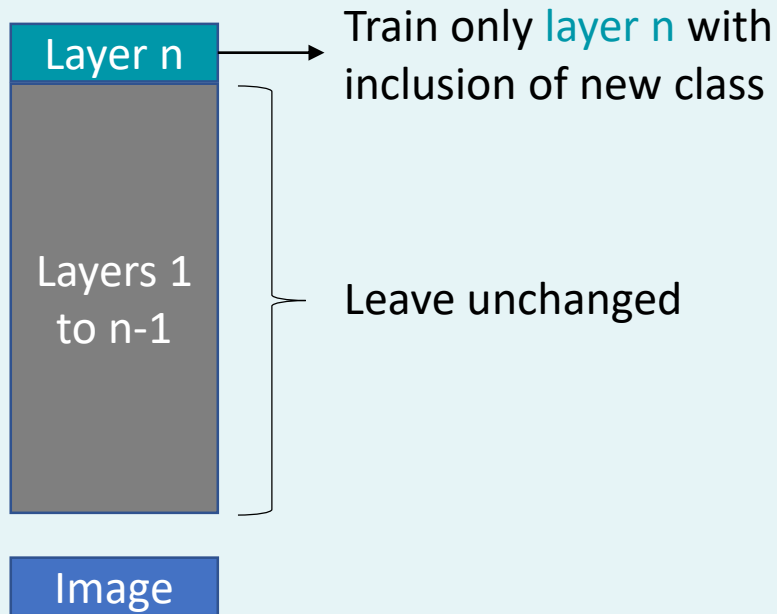 Layer n
Train only layer n with
inclusion of new class
Layers 1
to n-1
Leave unchanged
Image